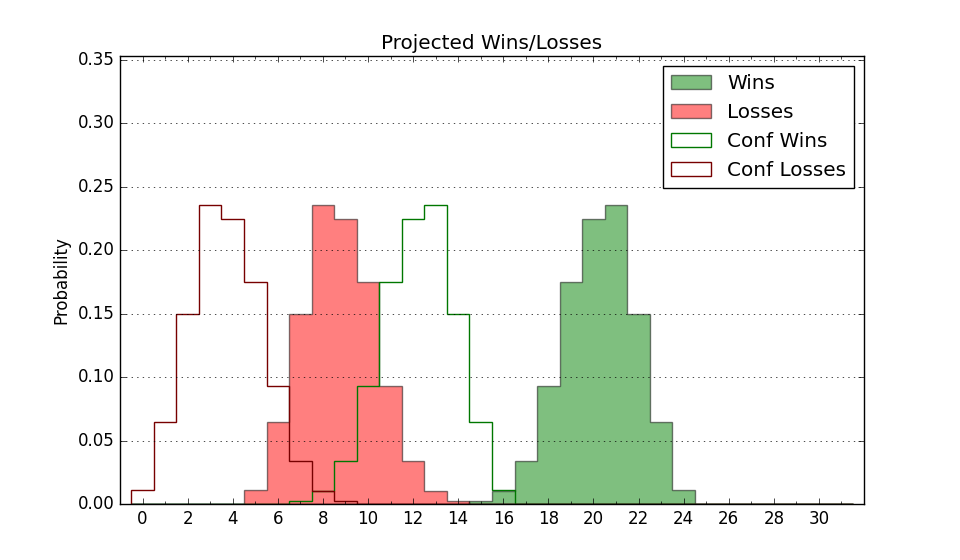 Projected Wins/Losses
0.35
0.30
0.25
0.20
0.15
0.10
0.05
0.00
Probability
Wins
Losses
Conf Wins
Conf Losses
0 2 4 6 8 10 12 14 16 18 20 22 24 26 28 30